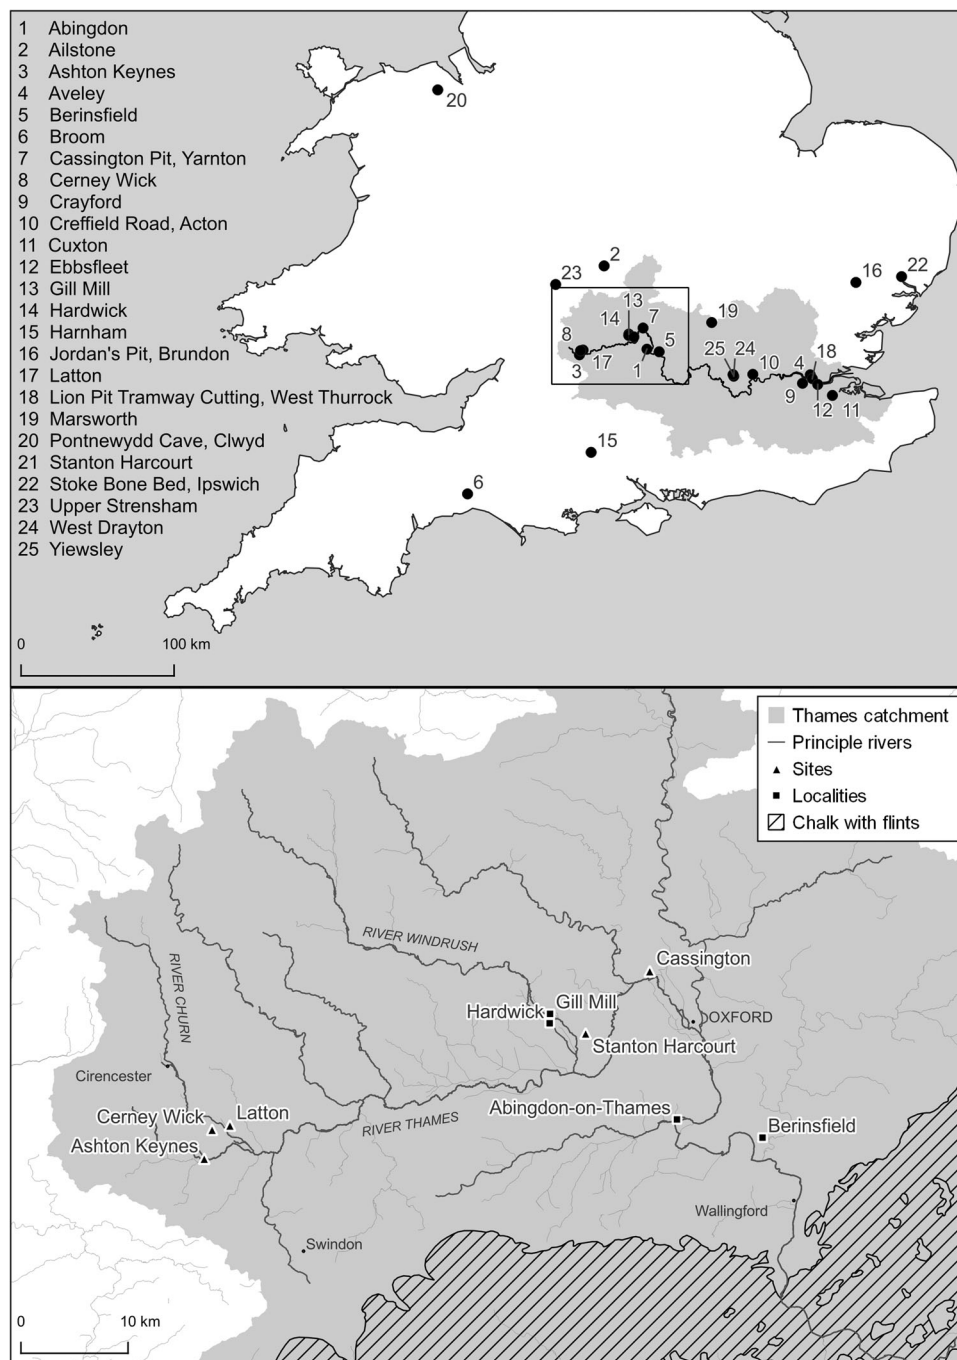 1 Abingdon
2 Ailstone
3 Ashton Keynes
4 Aveley
5 Berinsfield
6 Broom
7 Cassington Pit, Yarnton
8 Cerney Wick
9 Crayford
10 Creffield Road, Acton
11 Cuxton
12 Ebbsfleet
13 Gill Mill
14 Hardwick
15 Harnham
16 Jordan's Pit, Brundon
17 Latton
18 Lion Pit Tramway Cutting, West Thurrock
19 Marsworth
20 Pontnewydd Cave, Clwyd
21 Stanton Harcourt
22 Stoke Bone Bed, Ipswich
23 Upper Strensham
24 West Drayton
25 Yiewsley
20
2
23
22
16
13
14
7
19
8
5
18
3
17
1
25
24
10
4
9
12
11
15
6
0 100 km
Thames catchment
Principle rivers
Sites
Localities
Chalk with flints
RIVER WINDRUSH
RIVER CHURN
Cassington
Hardwick
Gill Mill
OXFORD
Stanton Harcourt
Cirencester
Cerney Wick
Latton
Abingdon-on-Thames
RIVER THAMES
Berinsfield
Ashton Keynes
Wallingford
Swindon
0 10 km